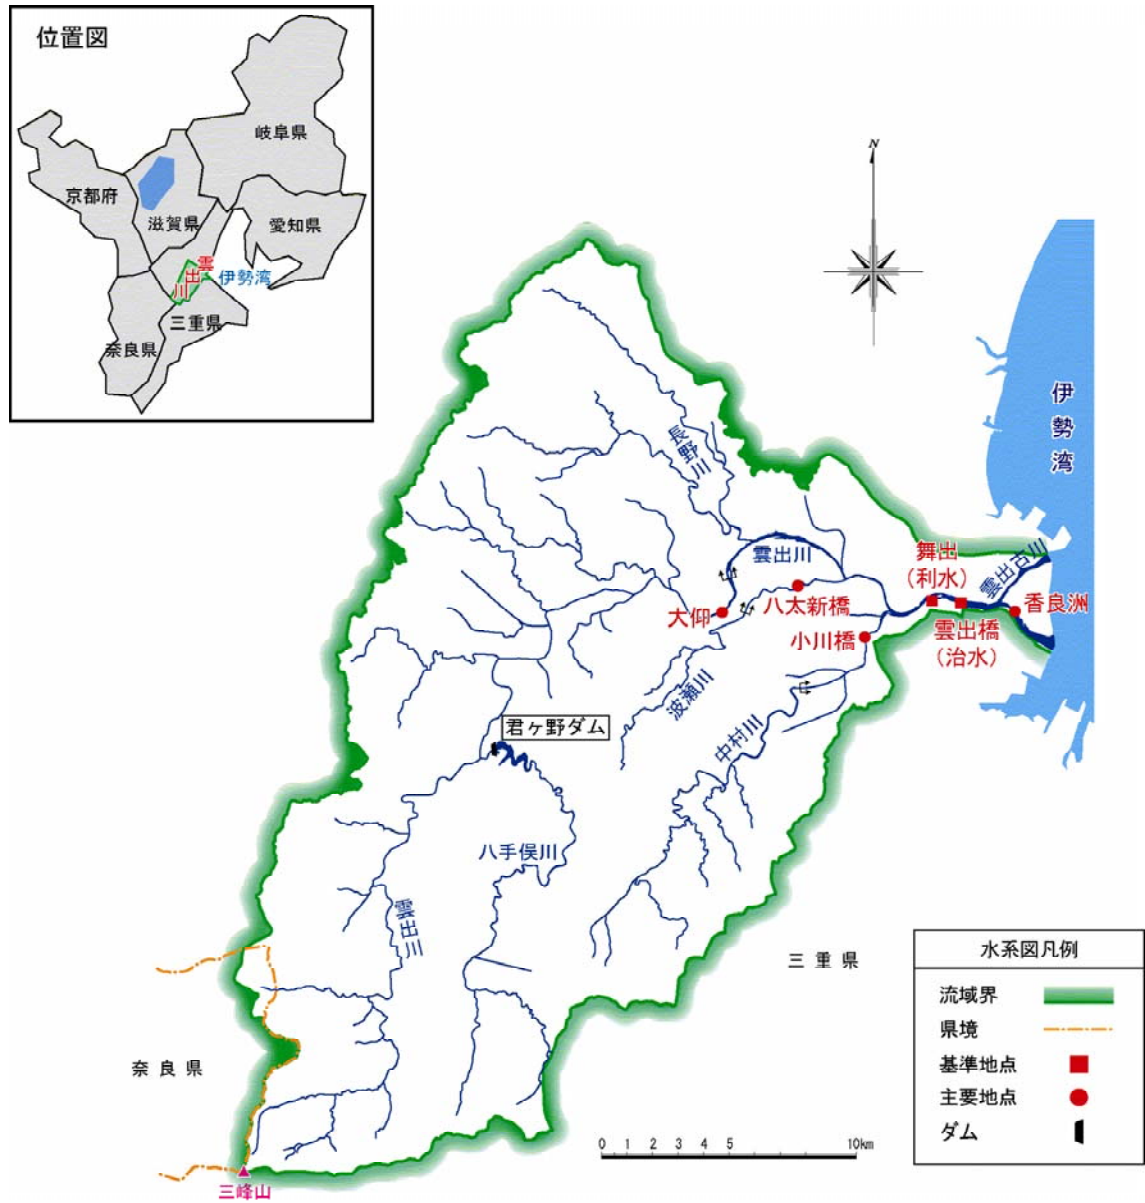 位置図
岐阜県
京都府
滋賀県
愛知県
雲
出
川
伊勢湾
三重県
奈良県
N
伊
勢
湾
長野川
雲出川
舞出
（利水）
雲出古川
大仰
八太新橋
香良洲
小川橋
雲出橋
（治水）
波瀬川
中村川
君ヶ野ダム
八手俣川
雲出川
三重県
奈良県
三峰山
0 1 2 3 4 5 10km
水系図凡例
流域界
県境
基準地点
主要地点
ダム